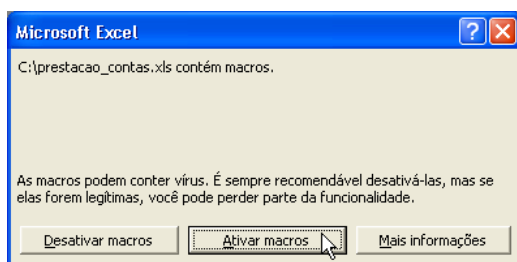 Microsoft Excel
C:\prestacao_contas.xls contém macros.
As macros podem conter vírus. É sempre recomendável desativá-las, mas se
elas forem legítimas, você pode perder parte da funcionalidade.
Desativar macros Ativar macros Mais informações